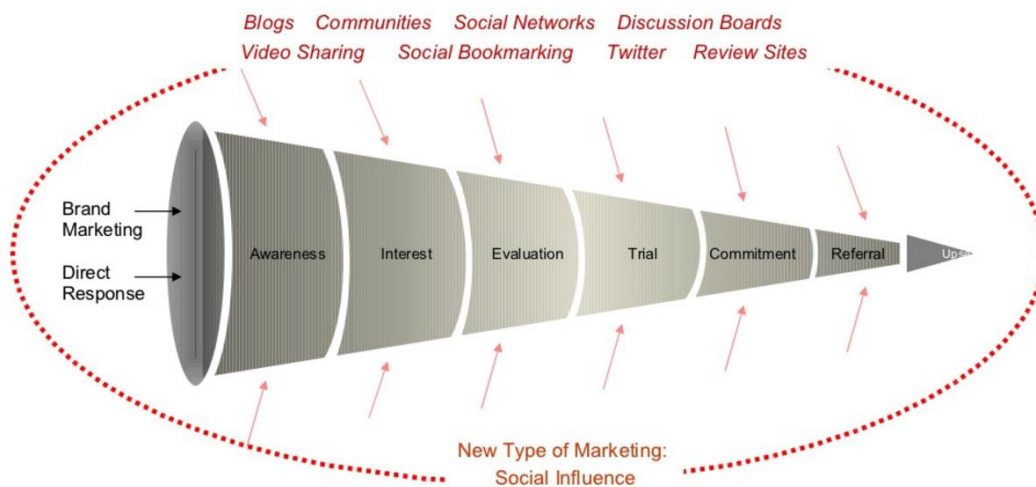 Blogs Communities Social Networks Discussion Boards
Video Sharing Social Bookmarking Twitter Review Sites
Brand
Marketing
Direct
Response
Awareness Interest Evaluation Trial Commitment Referral
New Type of Marketing:
Social Influence